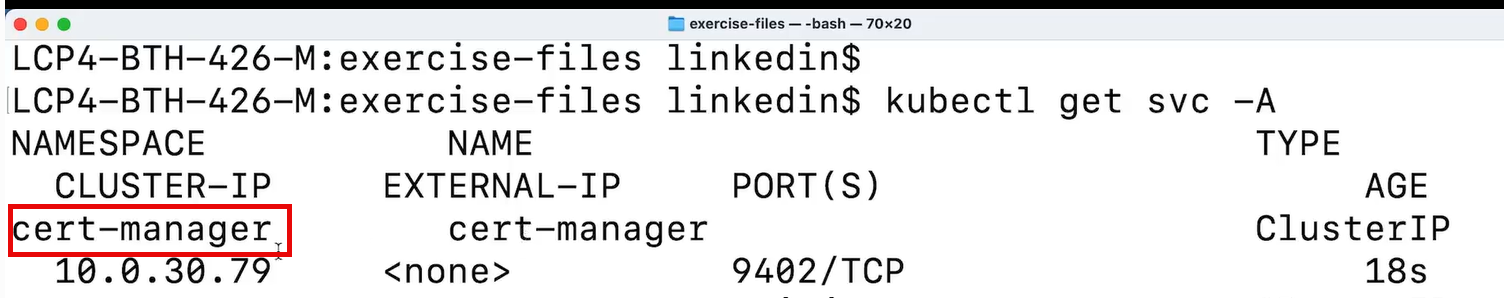 exercise-files — -bash — 70×20
LCP4-BTH-426-M:exercise-files linkedin$
LCP4-BTH-426-M:exercise-files linkedin$ kubectl get svc -A
NAMESPACE NAME TYPE
CLUSTER-IP EXTERNAL-IP PORT(S) AGE
cert-manager cert-manager ClusterIP
10.0.30.79 <none> 9402/TCP 18s